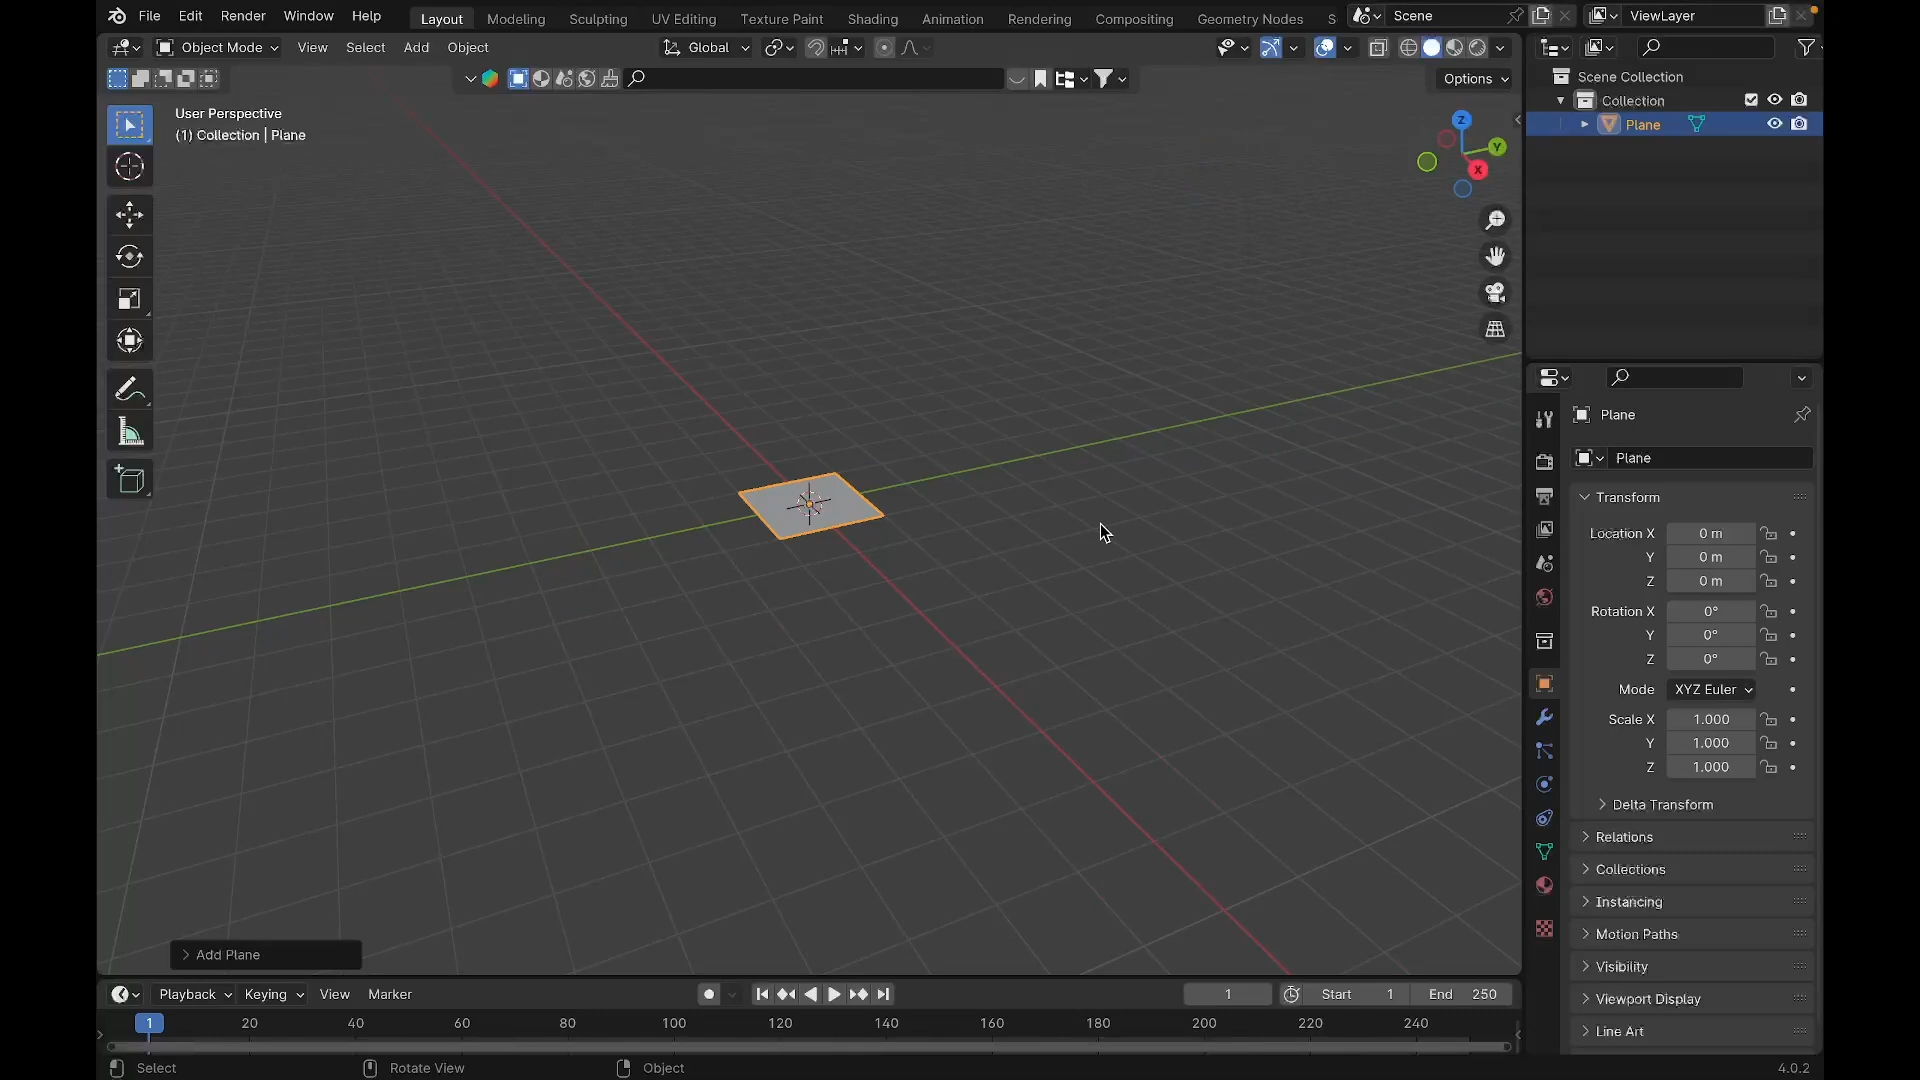 File Edit Render Window Help Layout Modeling Sculpting UV Editing Texture Paint Shading Animation Rendering Compositing Geometry Nodes S Scene ViewLayer
Object Mode View Select Add Object Global
Options
User Perspective
(1) Collection | Plane
Z
Y
X
Scene Collection
Collection
Plane
Plane
Plane
Transform
Location X 0 m
Y 0 m
Z 0 m
Rotation X 0°
Y 0°
Z 0°
Mode XYZ Euler
Scale X 1.000
Y 1.000
Z 1.000
Delta Transform
Relations
Collections
Instancing
Motion Paths
Visibility
Viewport Display
Line Art
Add Plane
Playback Keying View Marker 1 Start 1 End 250
1 20 40 60 80 100 120 140 160 180 200 220 240
Select Rotate View Object 4.0.2